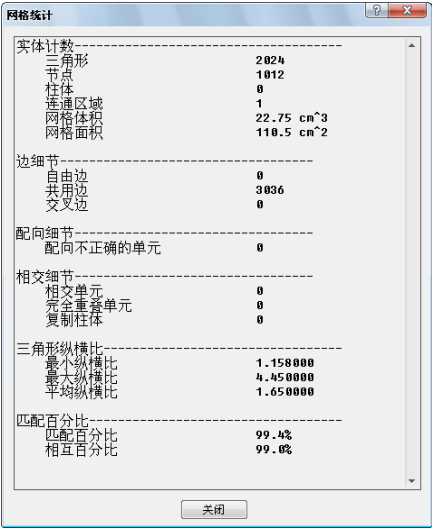 网格统计
实体计数-------------------------------------
三角形 2024
节点 1012
柱体 0
连通区域 1
网格体积 22.75 cm^3
网格面积 110.5 cm^2
边细节-----------------------------------
自由边 0
共用边 3036
交叉边 0
配向细节---------------------------------
配向不正确的单元 0
相交细节---------------------------------
相交单元 0
完全重叠单元 0
复制柱体 0
三角形纵横比---------------------------------
最小纵横比 1.158000
最大纵横比 4.450000
平均纵横比 1.650000
匹配百分比-----------------------------------
匹配百分比 99.4%
相互百分比 99.0%
关闭